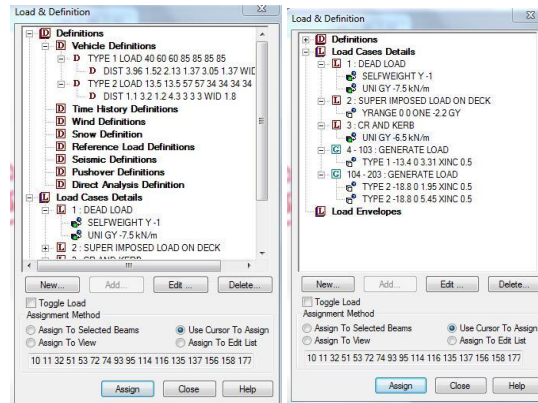 Load & Definition
Definitions
Vehicle Definitions
TYPE 1 LOAD 40 60 60 85 85 85 85
DIST 3.96 1.52 2.13 1.37 3.05 1.37 WID
TYPE 2 LOAD 13.5 13.5 57 57 34 34 34 34
DIST 1.1 3.2 1.2 4.3 3 3 3 WID 1.8
Time History Definitions
Wind Definitions
Snow Definition
Reference Load Definitions
Seismic Definitions
Pushover Definitions
Direct Analysis Definition
Load Cases Details
1 : DEAD LOAD
SELFWEIGHT Y -1
UNI GY -7.5 kN/m
2 : SUPER IMPOSED LOAD ON DECK
3 : CR AND KERB
New...
Add...
Edit ...
Delete...
Toggle Load
Assignment Method
Assign To Selected Beams
Use Cursor To Assign
Assign To View
Assign To Edit List
10 11 32 51 53 72 74 93 95 114 116 135 137 156 158 177
Assign
Close
Help
Load & Definition
Definitions
Load Cases Details
1 : DEAD LOAD
SELFWEIGHT Y -1
UNI GY -7.5 kN/m
2 : SUPER IMPOSED LOAD ON DECK
YRANGE 0 0 ONE -2.2 GY
3 : CR AND KERB
UNI GY -6.5 kN/m
4 - 103 : GENERATE LOAD
TYPE 1 -13.4 0 3.31 XINC 0.5
104 - 203 : GENERATE LOAD
TYPE 2 -18.8 0 1.95 XINC 0.5
TYPE 2 -18.8 0 5.45 XINC 0.5
Load Envelopes
New...
Add...
Edit ...
Delete...
Toggle Load
Assignment Method
Assign To Selected Beams
Use Cursor To Assign
Assign To View
Assign To Edit List
10 11 32 51 53 72 74 93 95 114 116 135 137 156 158 177
Assign
Close
Help